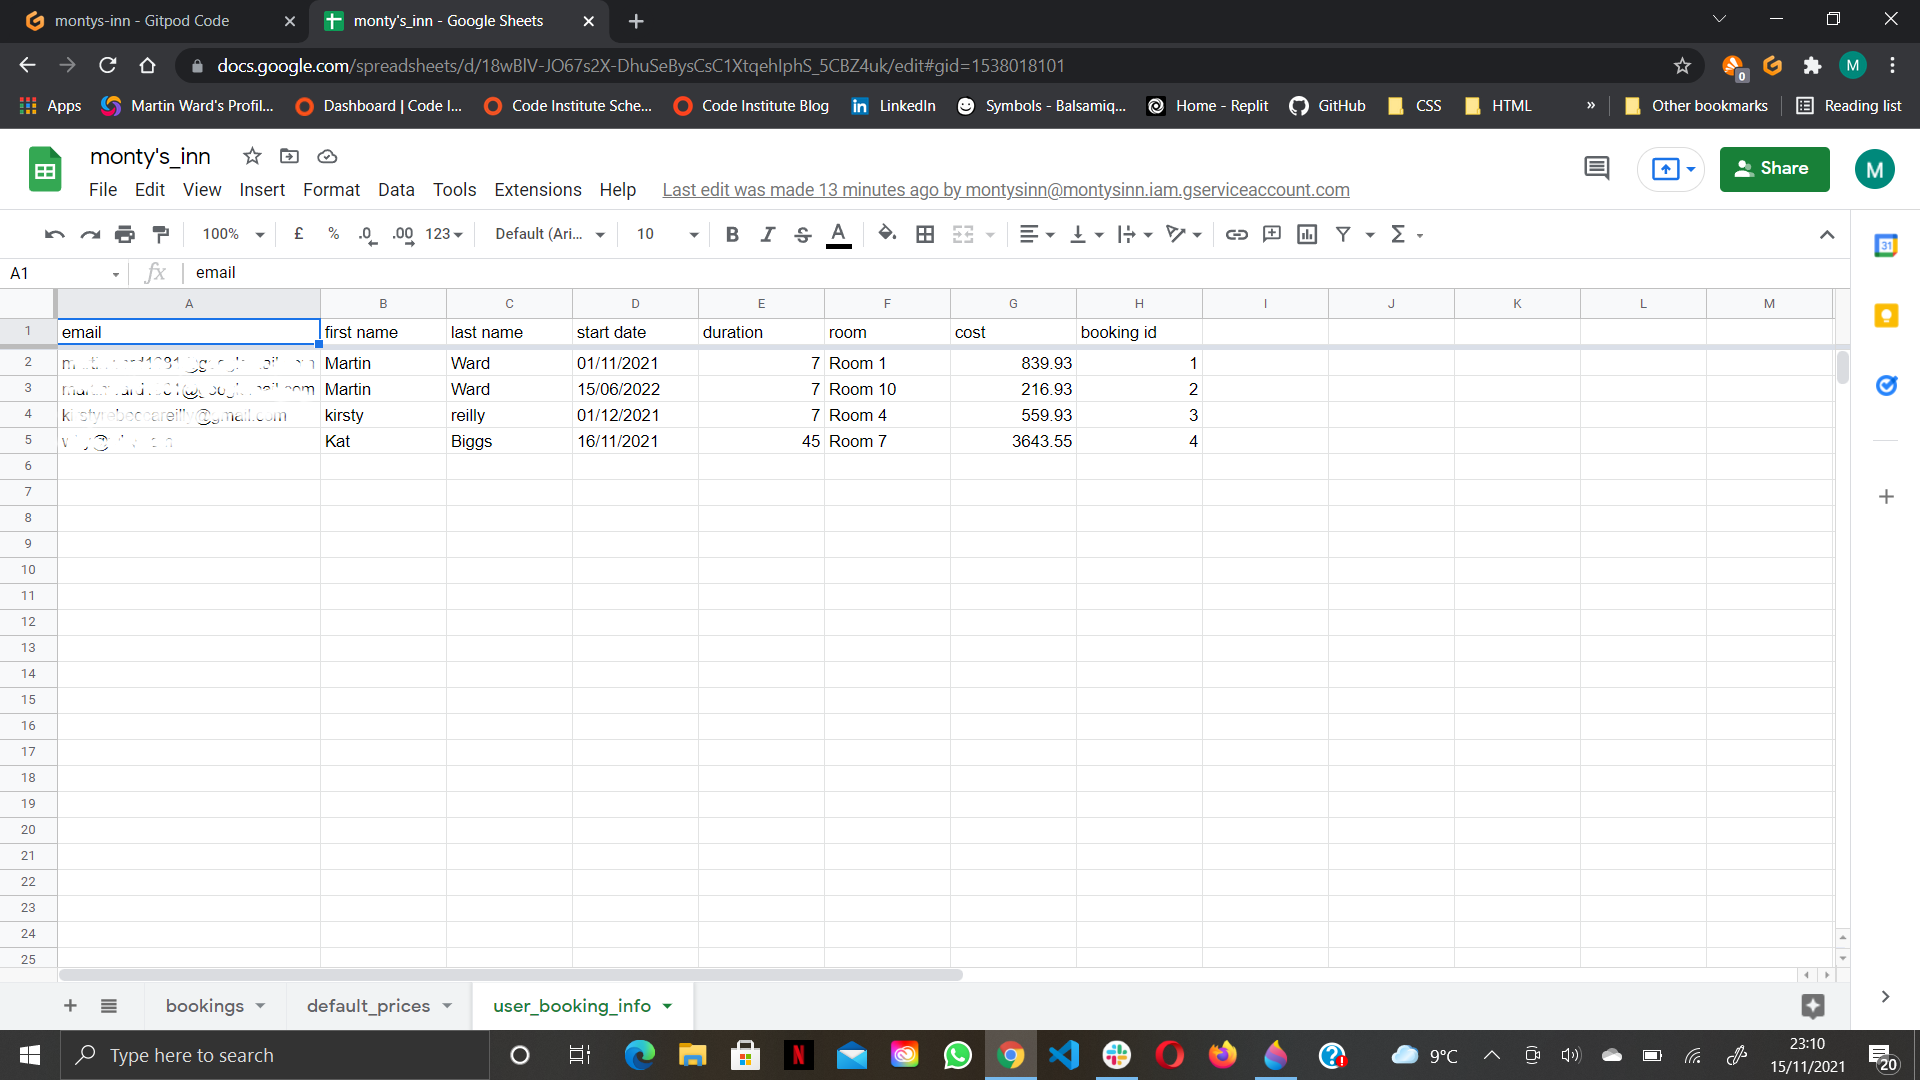 montys-inn - Gitpod Code
monty's_inn - Google Sheets
docs.google.com/spreadsheets/d/18wBlV-JO67s2X-DhuSeBysCsC1XtqehIphS_5CBZ4uk/edit#gid=1538018101
0
M
Apps
Martin Ward's Profil...
Dashboard | Code I...
Code Institute Sche...
Code Institute Blog
LinkedIn
Symbols - Balsamiq...
Home - Replit
GitHub
CSS
HTML
»
Other bookmarks
Reading list
monty's_inn
Share
M
File Edit View Insert Format Data Tools Extensions Help Last edit was made 13 minutes ago by montysinn@montysinn.iam.gserviceaccount.com
100% £ % .0 .00 123 Default (Ari... 10 B I S A Σ
31
A1 fx email
A B C D E F G H I J K L M
1 email first name last name start date duration room cost booking id
2 Martin Ward 01/11/2021 7 Room 1 839.93 1
3 Martin Ward 15/06/2022 7 Room 10 216.93 2
4 kirsty reilly 01/12/2021 7 Room 4 559.93 3
5 Kat Biggs 16/11/2021 45 Room 7 3643.55 4
6
7
8
9
10
11
12
13
14
15
16
17
18
19
20
21
22
23
24
25
bookings default_prices user_booking_info
Type here to search
9°C
23:10
15/11/2021
20